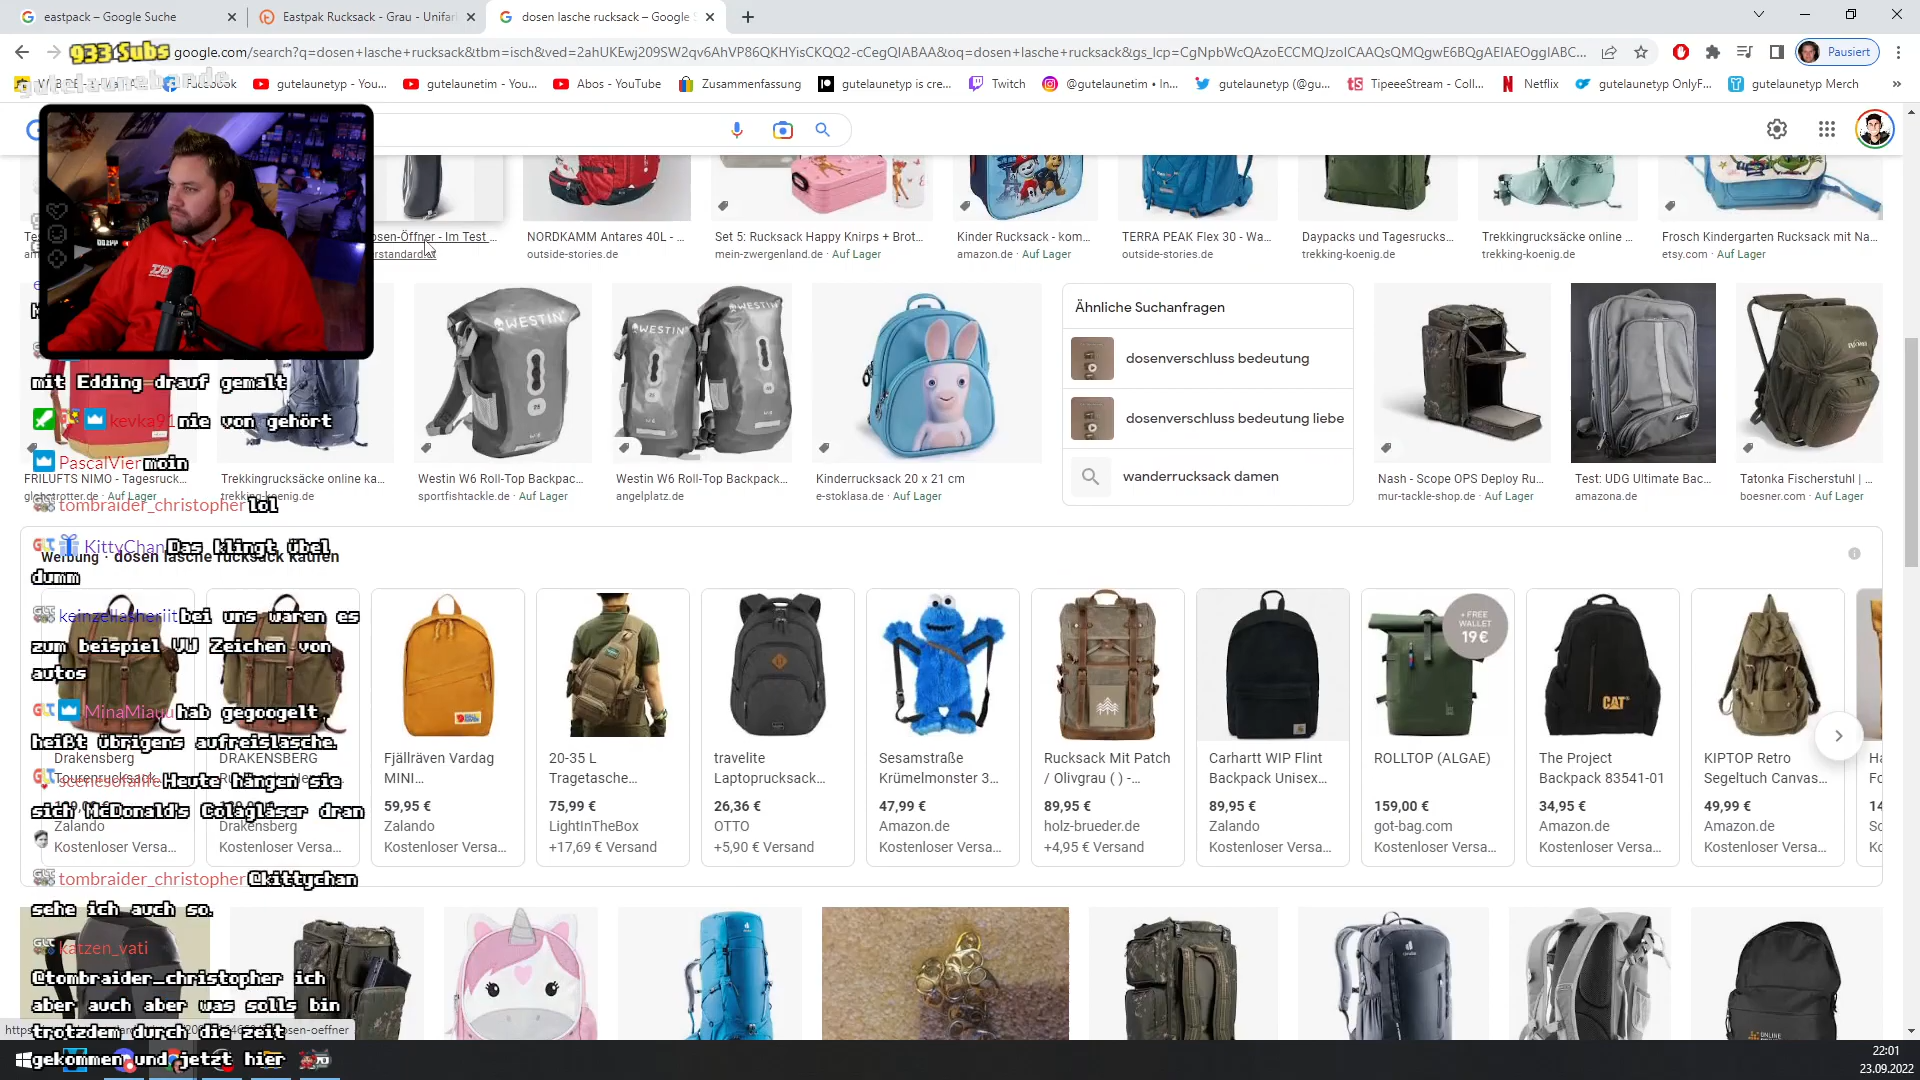 eastpack – Google Suche
Eastpak Rucksack - Grau - Unifar
dosen lasche rucksack – Google S
933 Subs
google.com/search?q=dosen+lasche+rucksack&tbm=isch&ved=2ahUKEwj209SW2qv6AhVP86QKHYisCKQQ2-cCegQIABAA&oq=dosen+lasche+rucksack&gs_lcp=CgNpbWcQAzoECCMQJzoICAAQsQMQgwE6BQgAEIAEOggIABC...
Pausiert
Facebook
gutelaunetyp - You...
gutelaunetim - You...
Abos - YouTube
Zusammenfassung
gutelaunetyp is cre...
Twitch
@gutelaunetim • In...
gutelaunetyp (@gu...
TipeeeStream - Coll...
Netflix
gutelaunetyp OnlyF...
gutelaunetyp Merch
osen-Öffner - Im Test ...
NORDKAMM Antares 40L - ...
outside-stories.de
Set 5: Rucksack Happy Knirps + Brot...
mein-zwergenland.de · Auf Lager
Kinder Rucksack - kom...
amazon.de · Auf Lager
TERRA PEAK Flex 30 - Wa...
outside-stories.de
Daypacks und Tagesrucks...
trekking-koenig.de
Trekkingrucksäcke online ...
trekking-koenig.de
Frosch Kindergarten Rucksack mit Na...
etsy.com · Auf Lager
WESTIN
WESTIN
WESTIN
Ähnliche Suchanfragen
dosenverschluss bedeutung
dosenverschluss bedeutung liebe
wanderrucksack damen
FRILUFTS NIMO - Tagesruck...
globetrotter.de · Auf Lager
Trekkingrucksäcke online ka...
trekking-koenig.de
Westin W6 Roll-Top Backpac...
sportfishtackle.de · Auf Lager
Westin W6 Roll-Top Backpack...
angelplatz.de
Kinderrucksack 20 x 21 cm
e-stoklasa.de · Auf Lager
Nash - Scope OPS Deploy Ru...
mur-tackle-shop.de · Auf Lager
Test: UDG Ultimate Bac...
amazona.de
Tatonka Fischerstuhl | ...
boesner.com · Auf Lager
mit Edding drauf gemalt
kevka91 nie von gehört
PascalVier moin
tombraider_christopher lol
KittyChan Das klingt übel
dumm
Werbung · dosen lasche rucksack kaufen
keinzellasheriit bei uns waren es
zum beispiel VW Zeichen von
autos
MinaMiauu hab gegoogelt,
heißt übrigens aufreislasche.
Heute hängen sie
sich McDonald's Colagläser dran
tombraider_christopher @kittychan
sehe ich auch so.
katzen_vati
@tombraider_christopher ich
aber auch aber was solls bin
trotzdem durch die zeit
gekommen und jetzt hier
+ FREE
WALLET
19 €
CAT
Drakensberg
Tourenrucksack...
Zalando
Kostenloser Versa...
DRAKENSBERG
Drakensberg
Kostenloser Versa...
Fjällräven Vardag
MINI...
59,95 €
Zalando
Kostenloser Versa...
20-35 L
Tragetasche...
75,99 €
LightInTheBox
+17,69 € Versand
travelite
Laptoprucksack...
26,36 €
OTTO
+5,90 € Versand
Sesamstraße
Krümelmonster 3...
47,99 €
Amazon.de
Kostenloser Versa...
Rucksack Mit Patch
/ Olivgrau ( ) -...
89,95 €
holz-brueder.de
+4,95 € Versand
Carhartt WIP Flint
Backpack Unisex...
89,95 €
Zalando
Kostenloser Versa...
ROLLTOP (ALGAE)
159,00 €
got-bag.com
Kostenloser Versa...
The Project
Backpack 83541-01
34,95 €
Amazon.de
Kostenloser Versa...
KIPTOP Retro
Segeltuch Canvas...
49,99 €
Amazon.de
Kostenloser Versa...
22:01
23.09.2022